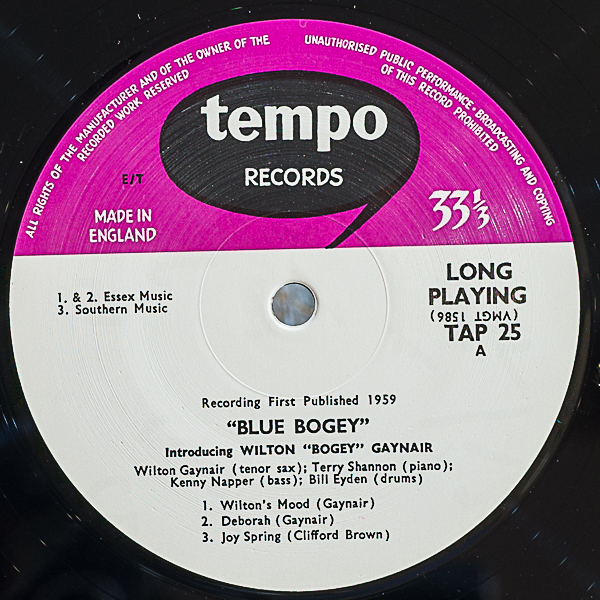 ALL RIGHTS OF THE MANUFACTURER AND OF THE OWNER OF THE
RECORDED WORK RESERVED
UNAUTHORISED PUBLIC PERFORMANCE · BROADCASTING AND COPYING
OF THIS RECORD PROHIBITED
tempo
RECORDS
E/T
MADE IN
ENGLAND
33 1/3
1. & 2. Essex Music
3. Southern Music
LONG
PLAYING
(VMGT 1586)
TAP 25
A
Recording First Published 1959
“BLUE BOGEY”
Introducing WILTON “BOGEY” GAYNAIR
Wilton Gaynair (tenor sax); Terry Shannon (piano);
Kenny Napper (bass); Bill Eyden (drums)
1. Wilton's Mood (Gaynair)
2. Deborah (Gaynair)
3. Joy Spring (Clifford Brown)